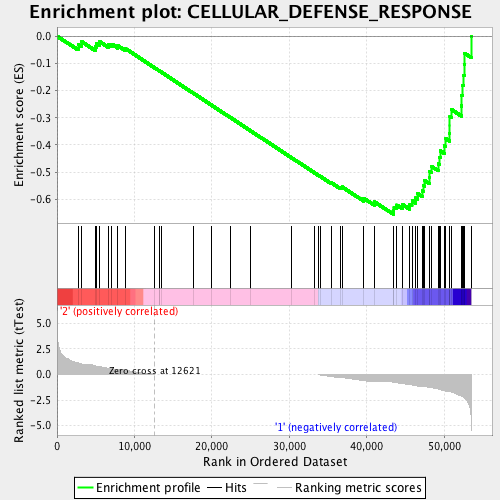 Enrichment plot: CELLULAR_DEFENSE_RESPONSE
Enrichment score (ES)
0.0
-0.1
-0.2
-0.3
-0.4
-0.5
-0.6
'2' (positively correlated)
Ranked list metric (tTest)
5.0
2.5
0.0
-2.5
-5.0
Zero cross at 12621
'1' (negatively correlated)
0
10,000
20,000
30,000
40,000
50,000
Rank in Ordered Dataset
Enrichment profile
Hits
Ranking metric scores